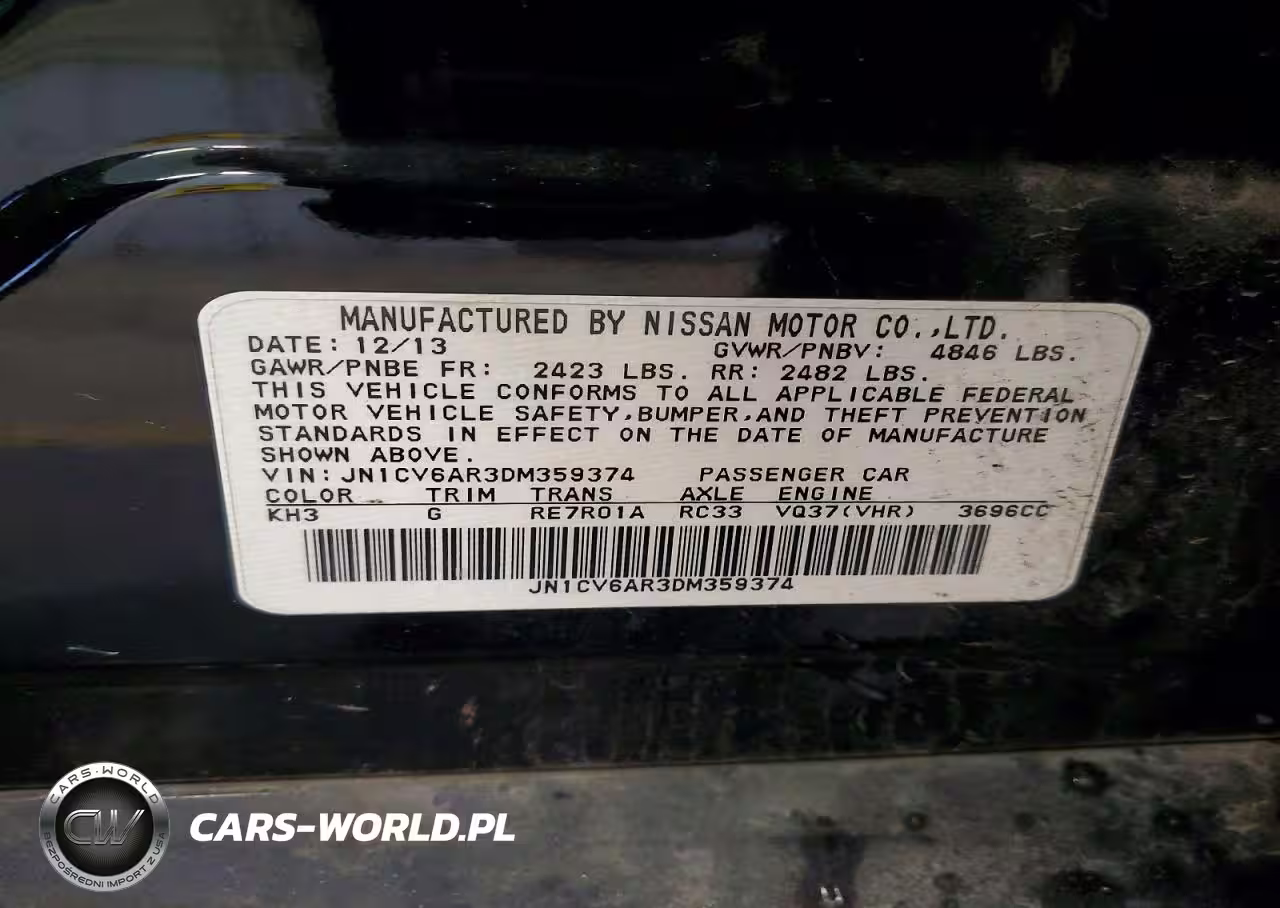 MANUFACTURED BY NISSAN MOTOR CO.,LTD.
DATE: 12/13 GVWR/PNBV: 4846 LBS.
GAWR/PNBE FR: 2423 LBS. RR: 2482 LBS.
THIS VEHICLE CONFORMS TO ALL APPLICABLE FEDERAL
MOTOR VEHICLE SAFETY,BUMPER,AND THEFT PREVENTION
STANDARDS IN EFFECT ON THE DATE OF MANUFACTURE
SHOWN ABOVE.
VIN: JN1CV6AR3DM359374 PASSENGER CAR
COLOR TRIM TRANS AXLE ENGINE
KH3 G RE7R01A RC33 VQ37(VHR) 3696CC
JN1CV6AR3DM359374
CARS-WORLD
CW
BEZPOŚREDNI IMPORT Z USA
CARS-WORLD.PL